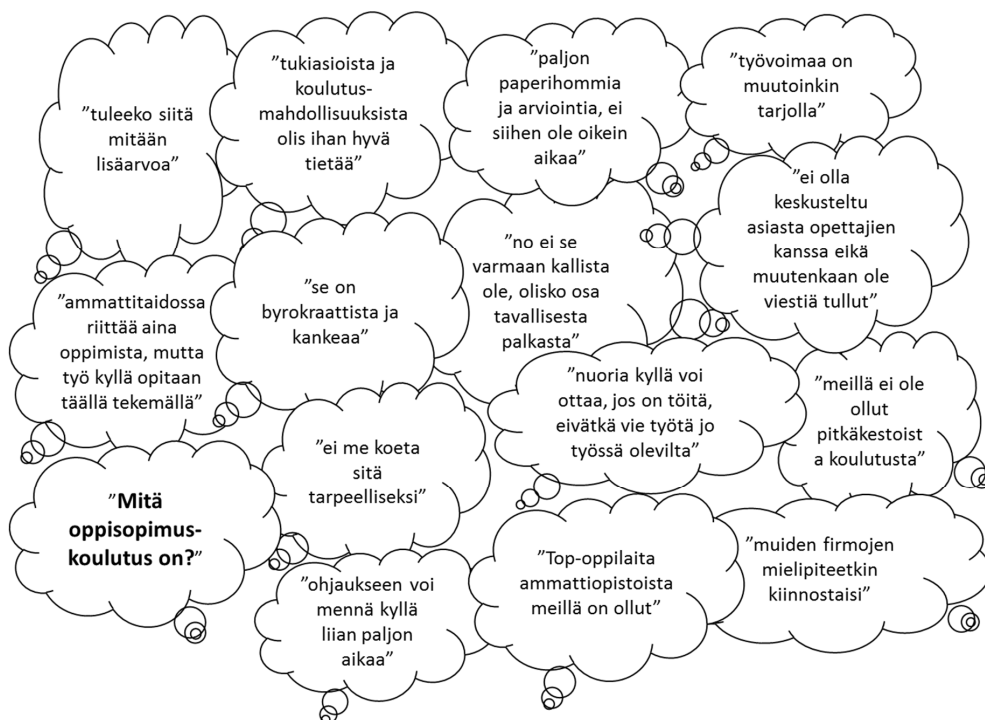 ”tuleeko siitä
mitään
lisäarvoa”
”tukiasioista ja
koulutus-
mahdollisuuksista
olis ihan hyvä
tietää”
”paljon
paperihommia
ja arviointia, ei
siihen ole oikein
aikaa”
”työvoimaa on
muutoinkin
tarjolla”
”ammattitaidossa
riittää aina
oppimista, mutta
työ kyllä opitaan
täällä tekemällä”
”se on
byrokraattista ja
kankeaa”
”no ei se
varmaan kallista
ole, olisko osa
tavallisesta
palkasta”
”ei olla
keskusteltu
asiasta opettajien
kanssa eikä
muutenkaan ole
viestiä tullut”
”Mitä
oppisopimus-
koulutus on?”
”ei me koeta
sitä
tarpeelliseksi”
”nuoria kyllä voi
ottaa, jos on töitä,
eivätkä vie työtä jo
työssä olevilta”
”meillä ei ole
ollut
pitkäkestoist
a koulutusta”
”ohjaukseen voi
mennä kyllä
liian paljon
aikaa”
”Top-oppilaita
ammattiopistoista
meillä on ollut”
”muiden firmojen
mielipiteetkin
kiinnostaisi”